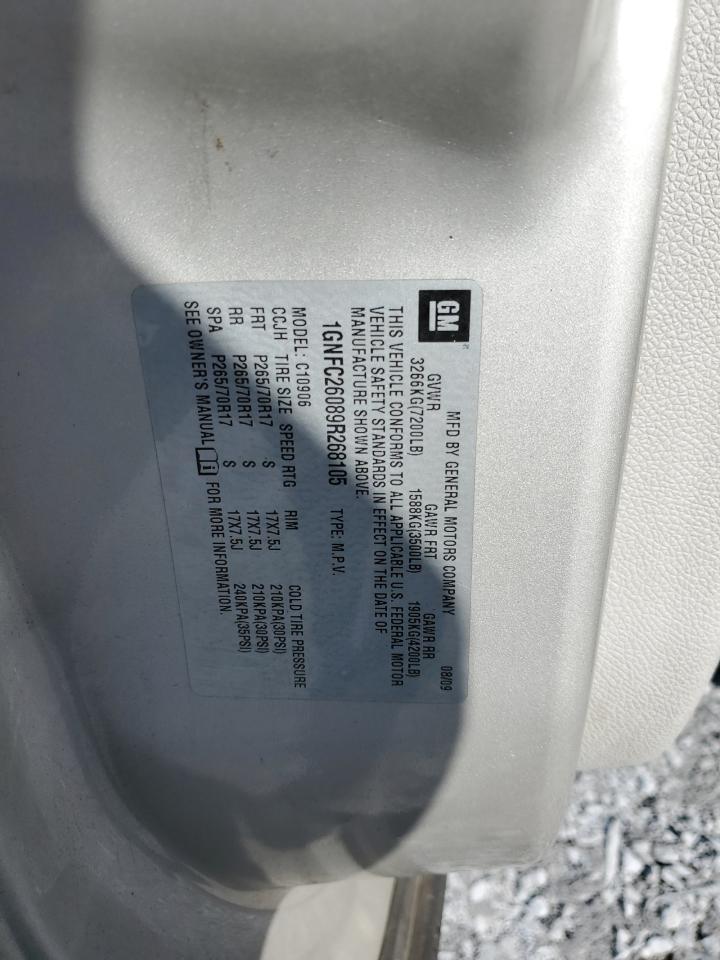 GM
MFD BY GENERAL MOTORS COMPANY 08/09
GVWR GAWR FRT GAWR RR
3266KG(7200LB) 1588KG(3500LB) 1905KG(4200LB)
THIS VEHICLE CONFORMS TO ALL APPLICABLE U.S. FEDERAL MOTOR
VEHICLE SAFETY STANDARDS IN EFFECT ON THE DATE OF
MANUFACTURE SHOWN ABOVE.
1GNFC26089R268105 TYPE: M.P.V.
MODEL: C10906
CCJH TIRE SIZE SPEED RTG RIM COLD TIRE PRESSURE
FRT P265/70R17 S 17X7.5J 210KPA(30PSI)
RR P265/70R17 S 17X7.5J 210KPA(30PSI)
SPA P265/70R17 S 17X7.5J 240KPA(35PSI)
SEE OWNER'S MANUAL FOR MORE INFORMATION.